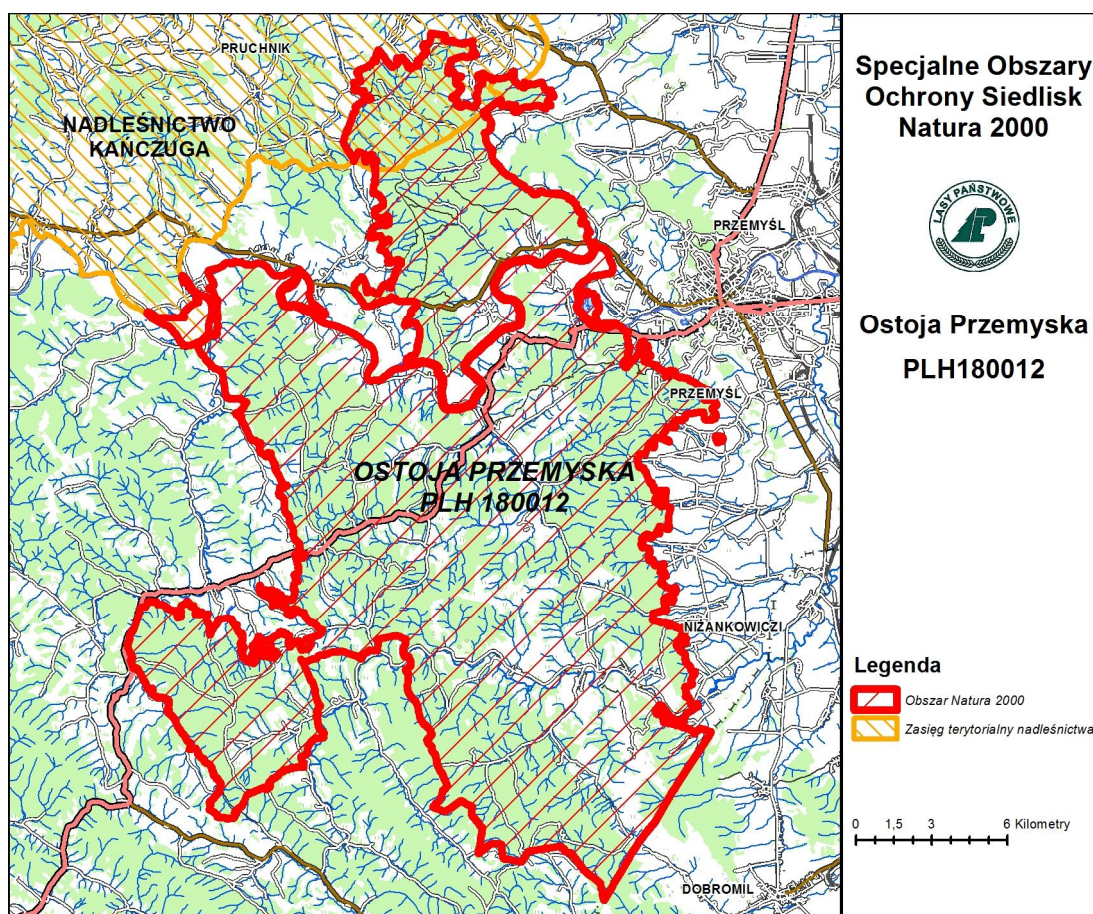 PRUCHNIK
NADLEŚNICTWO
KAŃCZUGA
PRZEMYŚL
PRZEMYŚL
OSTOJA PRZEMYSKA
PLH 180012
NIŻANKOWICZI
DOBROMIL
Specjalne Obszary
Ochrony Siedlisk
Natura 2000
LASY PAŃSTWOWE
Ostoja Przemyska
PLH180012
Legenda
Obszar Natura 2000
Zasięg terytorialny nadleśnictwa
0 1,5 3 6 Kilometry